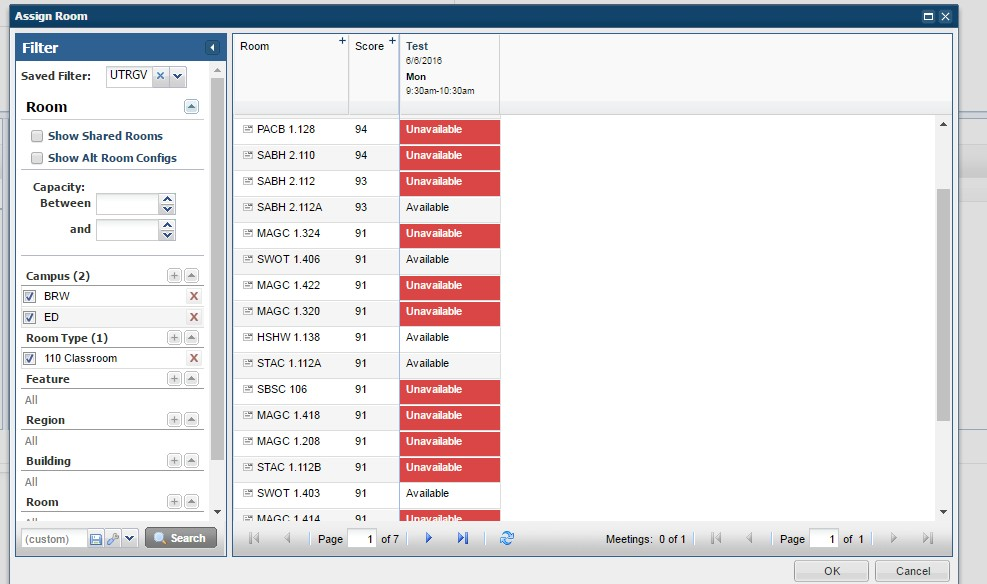 Assign Room
Filter
Saved Filter: UTRGV
Room
Show Shared Rooms
Show Alt Room Configs
Capacity:
Between
and
Campus (2)
BRW
ED
Room Type (1)
110 Classroom
Feature
All
Region
All
Building
All
Room
(custom) Search
Room Score Test
6/6/2016
Mon
9:30am-10:30am
PACB 1.128 94 Unavailable
SABH 2.110 94 Unavailable
SABH 2.112 93 Unavailable
SABH 2.112A 93 Available
MAGC 1.324 91 Unavailable
SWOT 1.406 91 Available
MAGC 1.422 91 Unavailable
MAGC 1.320 91 Unavailable
HSHW 1.138 91 Available
STAC 1.112A 91 Available
SBSC 106 91 Unavailable
MAGC 1.418 91 Unavailable
MAGC 1.208 91 Unavailable
STAC 1.112B 91 Unavailable
SWOT 1.403 91 Available
MAGC 1.414 91 Unavailable
Page 1 of 7 Meetings: 0 of 1 Page 1 of 1
OK Cancel